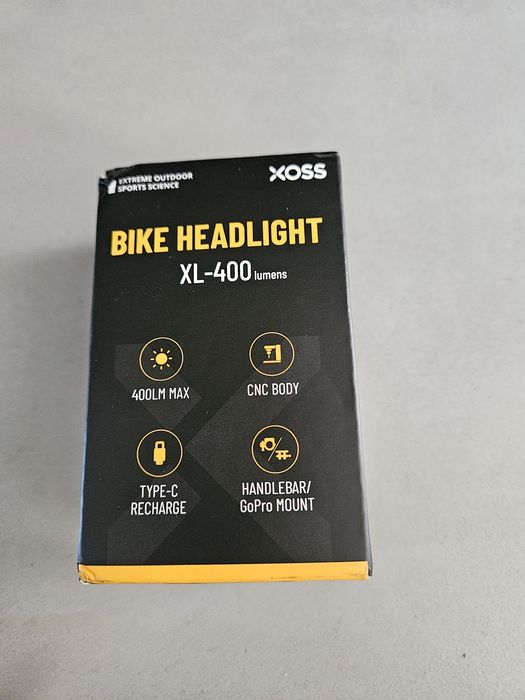 EXTREME OUTDOOR
SPORTS SCIENCE
XOSS
BIKE HEADLIGHT
XL-400 lumens
400LM MAX
CNC BODY
TYPE-C
RECHARGE
HANDLEBAR/
GoPro MOUNT